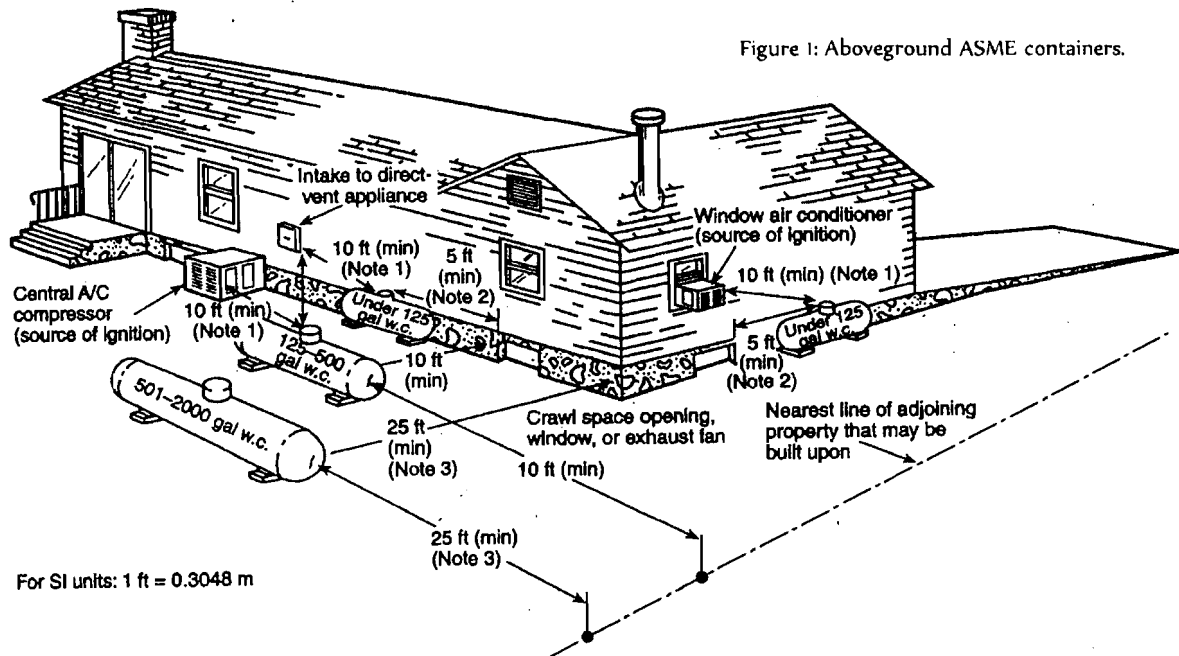 Figure 1: Aboveground ASME containers.
Intake to direct-
vent appliance
Window air conditioner
(source of ignition)
10 ft (min)
(Note 1)
5 ft
(min)
(Note 2)
10 ft (min) (Note 1)
Central A/C
compressor
(source of ignition)
10 ft (min)
(Note 1)
Under 125
gal w.c.
Under 125
gal w.c.
125–500
gal w.c.
10 ft
(min)
5 ft
(min)
(Note 2)
501–2000 gal w.c.
Crawl space opening,
window, or exhaust fan
Nearest line of adjoining
property that may be
built upon
25 ft
(min)
(Note 3)
10 ft (min)
25 ft (min)
(Note 3)
For SI units: 1 ft = 0.3048 m